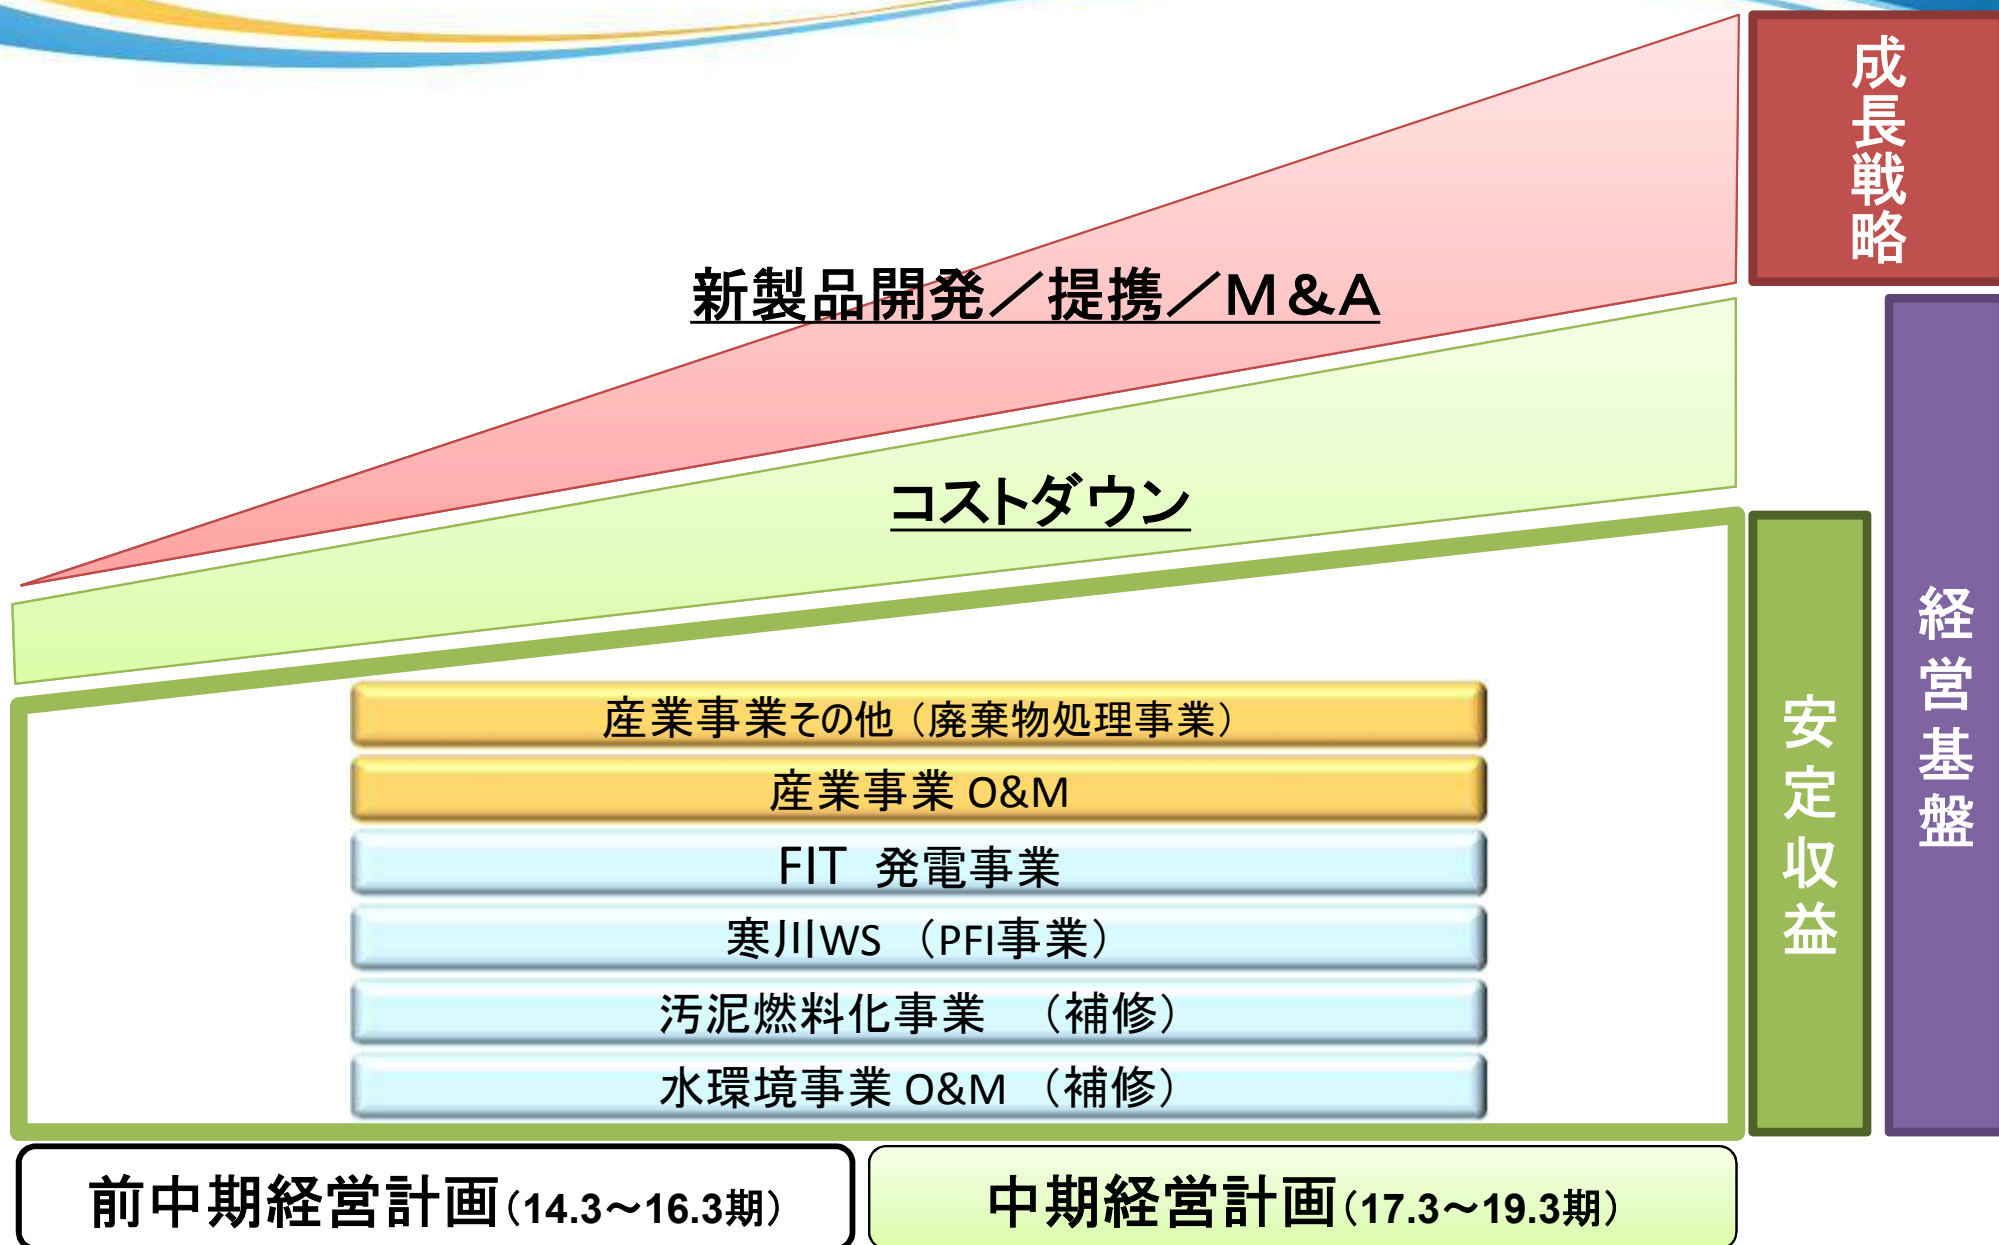 成長戦略
新製品開発／提携／M＆A
コストダウン
経営基盤
安定収益
産業事業その他（廃棄物処理事業）
産業事業 O&M
FIT 発電事業
寒川WS （PFI事業）
汚泥燃料化事業 （補修）
水環境事業 O&M （補修）
前中期経営計画（14.3～16.3期）
中期経営計画（17.3～19.3期）